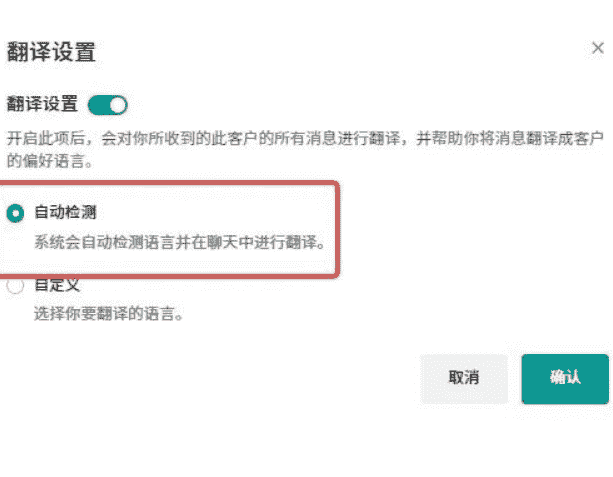 翻译设置
翻译设置
开启此项后，会对你所收到的此客户的所有消息进行翻译，并帮助你将消息翻译成客户
的偏好语言。
自动检测
系统会自动检测语言并在聊天中进行翻译。
自定义
选择你要翻译的语言。
取消
确认